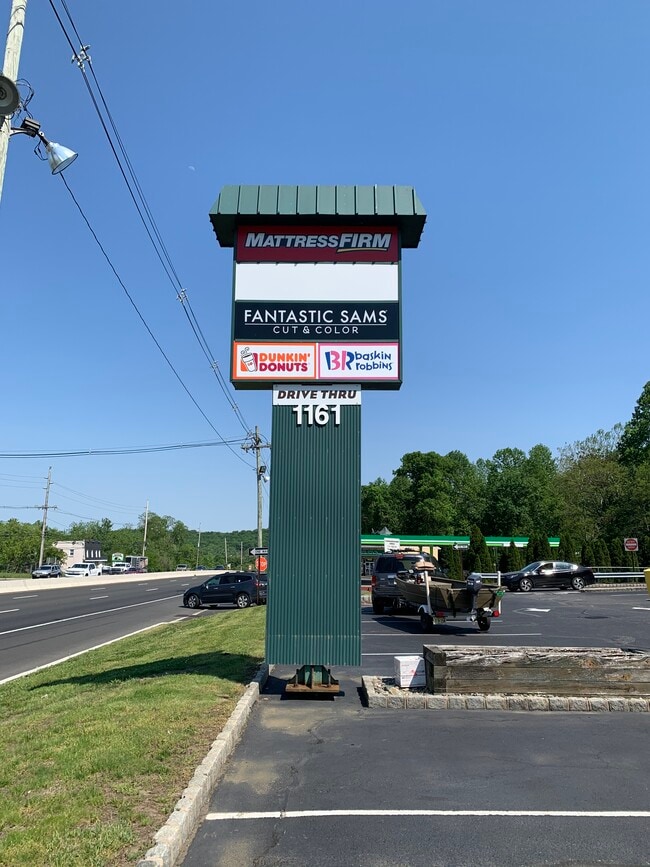 MATTRESSFIRM
FANTASTIC SAMS
CUT & COLOR
DUNKIN'
DONUTS
BR baskin
robbins
DRIVE THRU
1161